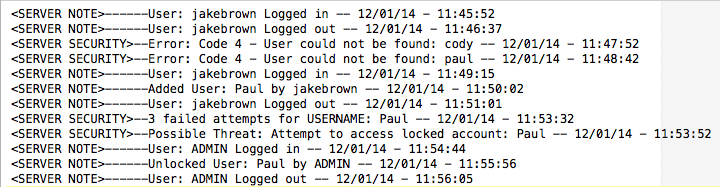 <SERVER NOTE>------User: jakebrown Logged in -- 12/01/14 - 11:45:52
<SERVER NOTE>------User: jakebrown Logged out -- 12/01/14 - 11:46:37
<SERVER SECURITY>--Error: Code 4 - User could not be found: cody -- 12/01/14 - 11:47:52
<SERVER SECURITY>--Error: Code 4 - User could not be found: paul -- 12/01/14 - 11:48:42
<SERVER NOTE>------User: jakebrown Logged in -- 12/01/14 - 11:49:15
<SERVER NOTE>------Added User: Paul by jakebrown -- 11:50:02
<SERVER NOTE>------User: jakebrown Logged out -- 12/01/14 - 11:51:01
<SERVER SECURITY>--3 failed attempts for USERNAME: Paul -- 12/01/14 - 11:53:32
<SERVER SECURITY>--Possible Threat: Attempt to access locked account: Paul -- 12/01/14 - 11:53:52
<SERVER NOTE>------User: ADMIN Logged in -- 12/01/14 - 11:54:44
<SERVER NOTE>------Unlocked User: Paul by ADMIN -- 12/01/14 - 11:55:56
<SERVER NOTE>------User: ADMIN Logged out -- 12/01/14 - 11:56:05